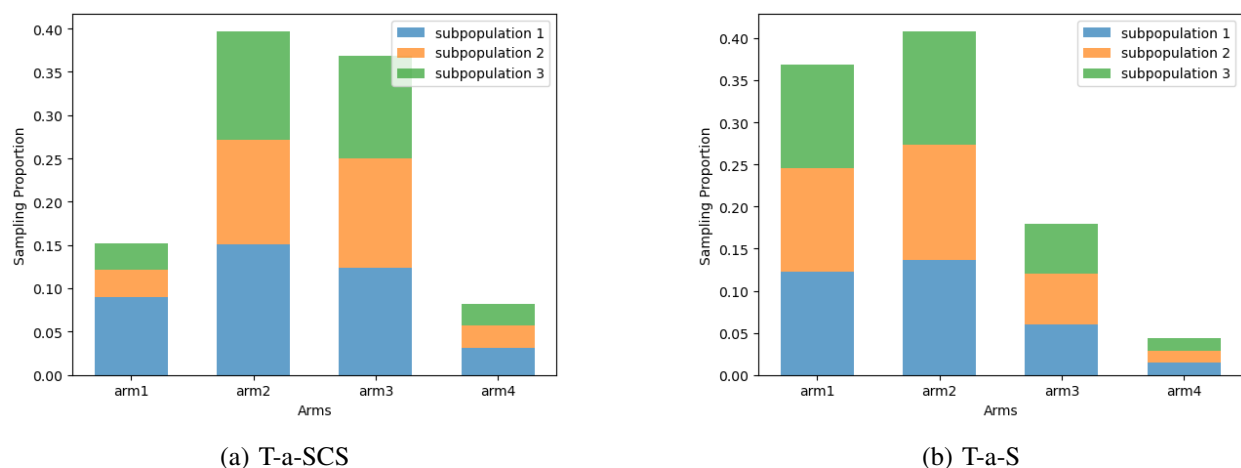 0.40
0.35
0.30
0.25
0.20
0.15
0.10
0.05
0.00
Sampling Proportion
subpopulation 1
subpopulation 2
subpopulation 3
arm1 arm2 arm3 arm4
Arms
(a) T-a-SCS
0.40
0.35
0.30
0.25
0.20
0.15
0.10
0.05
0.00
Sampling Proportion
subpopulation 1
subpopulation 2
subpopulation 3
arm1 arm2 arm3 arm4
Arms
(b) T-a-S